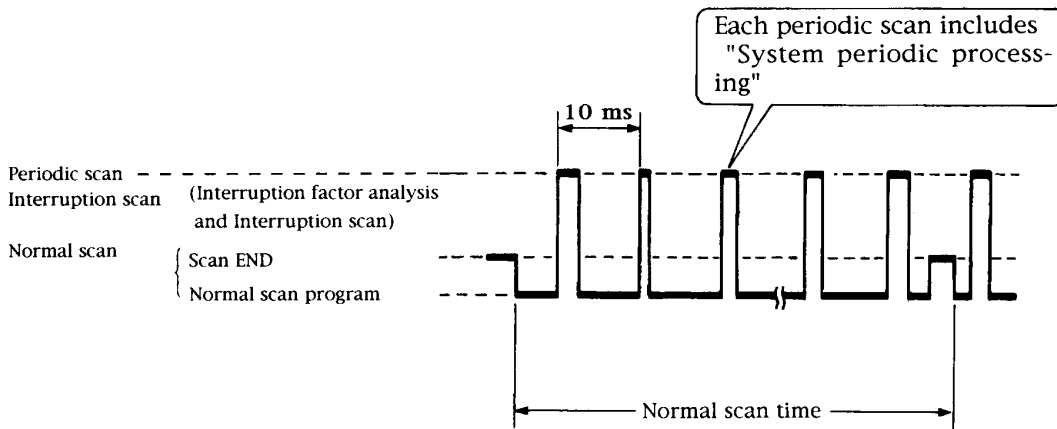 Each periodic scan includes
"System periodic process-
ing"
10 ms
Periodic scan
Interruption scan
(Interruption factor analysis
and Interruption scan)
Normal scan
Scan END
Normal scan program
Normal scan time